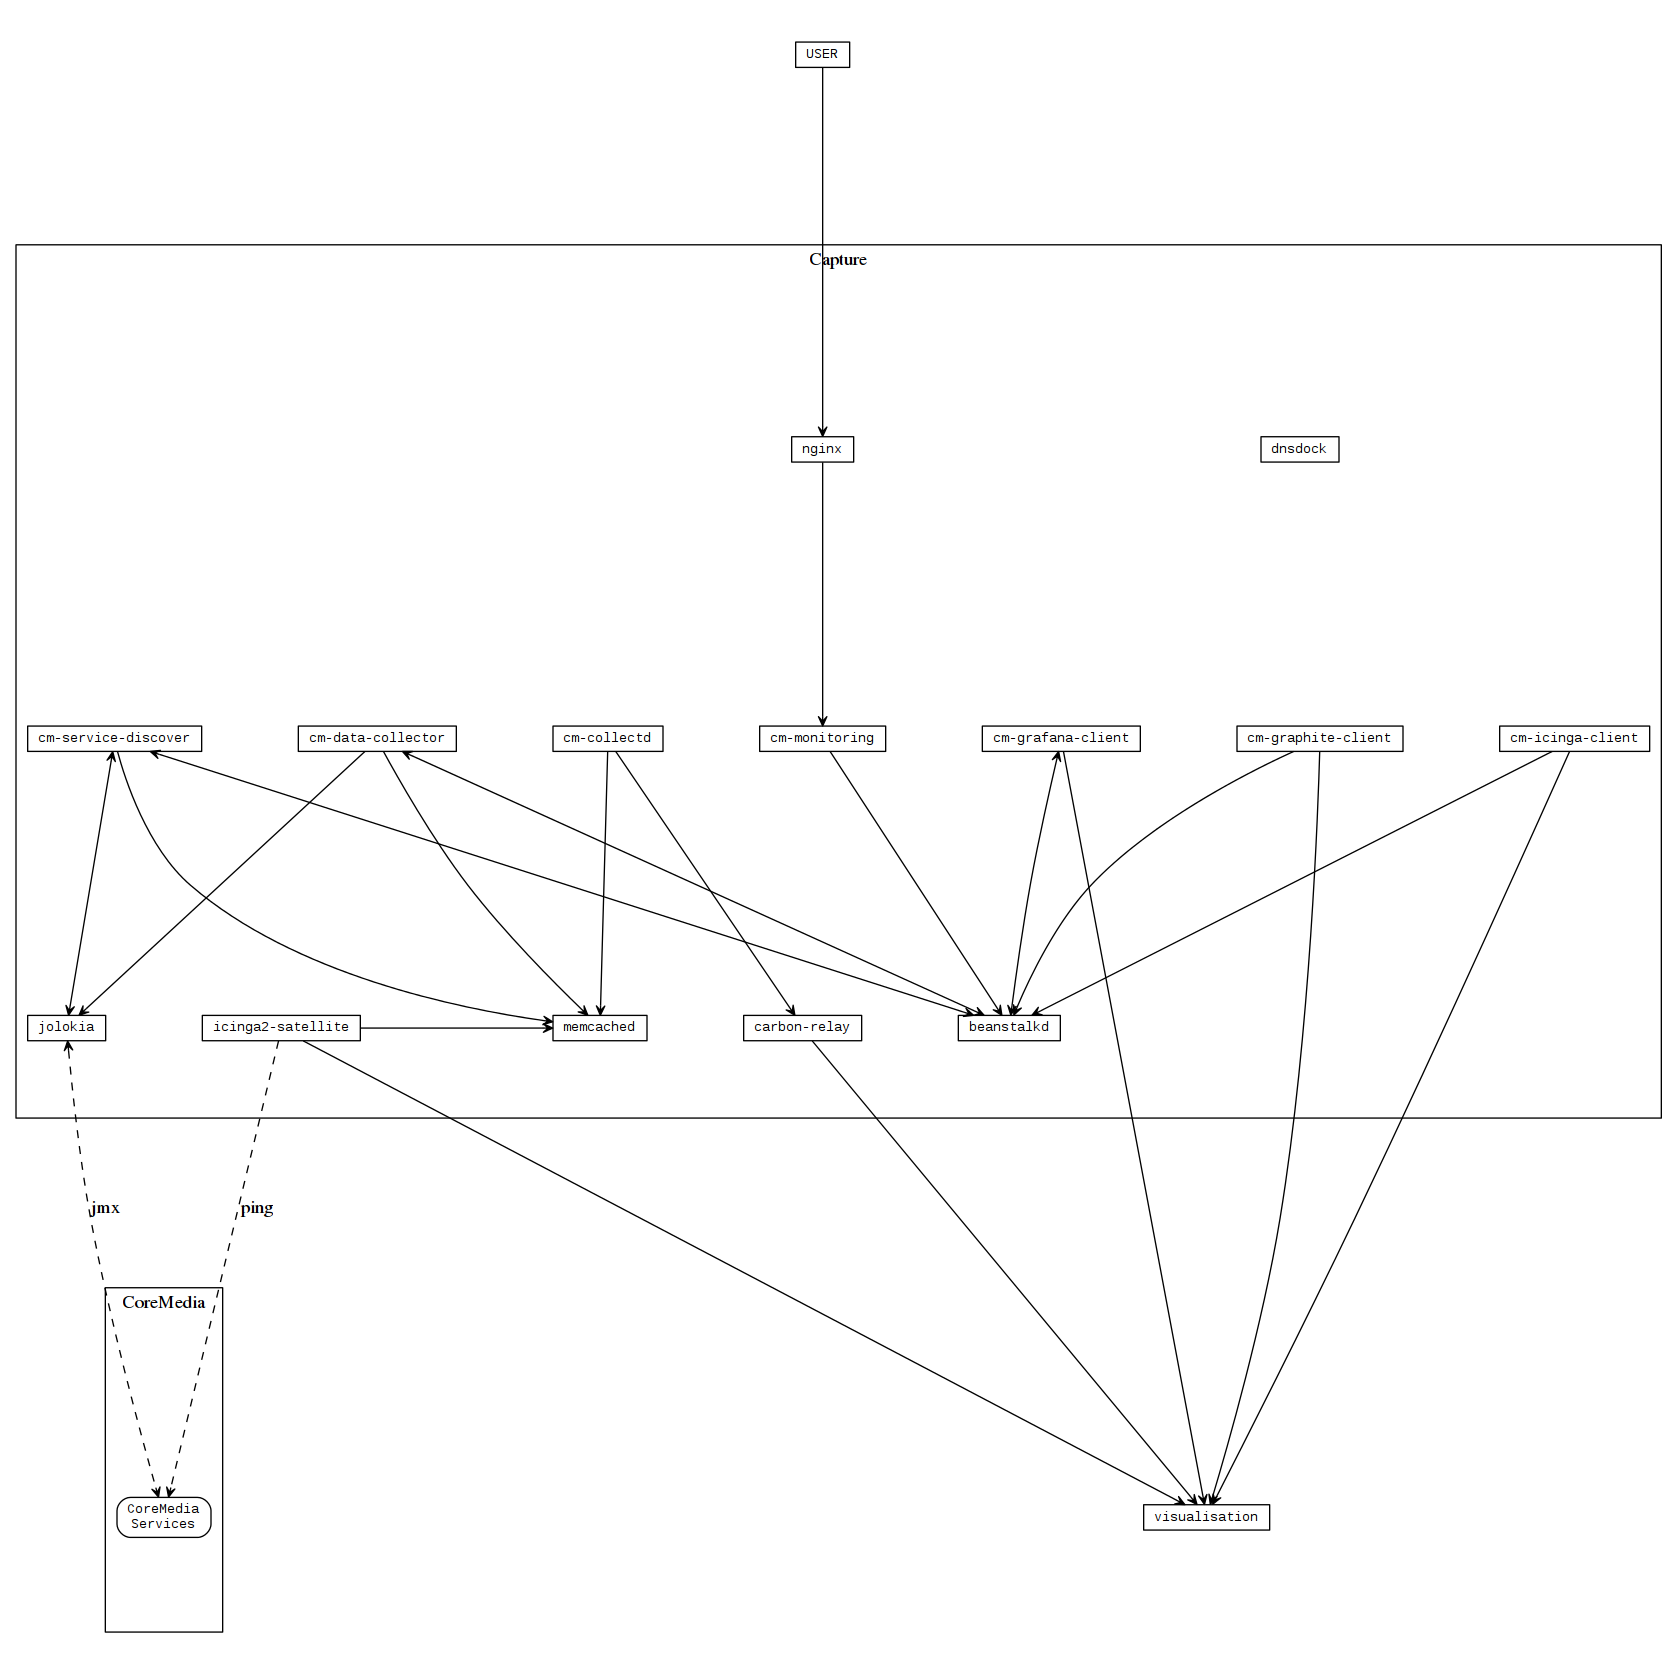 USER
Capture
nginx
dnsdock
cm-service-discover
cm-data-collector
cm-collectd
cm-monitoring
cm-grafana-client
cm-graphite-client
cm-icinga-client
jolokia
icinga2-satellite
memcached
carbon-relay
beanstalkd
jmx
ping
CoreMedia
CoreMedia
Services
visualisation